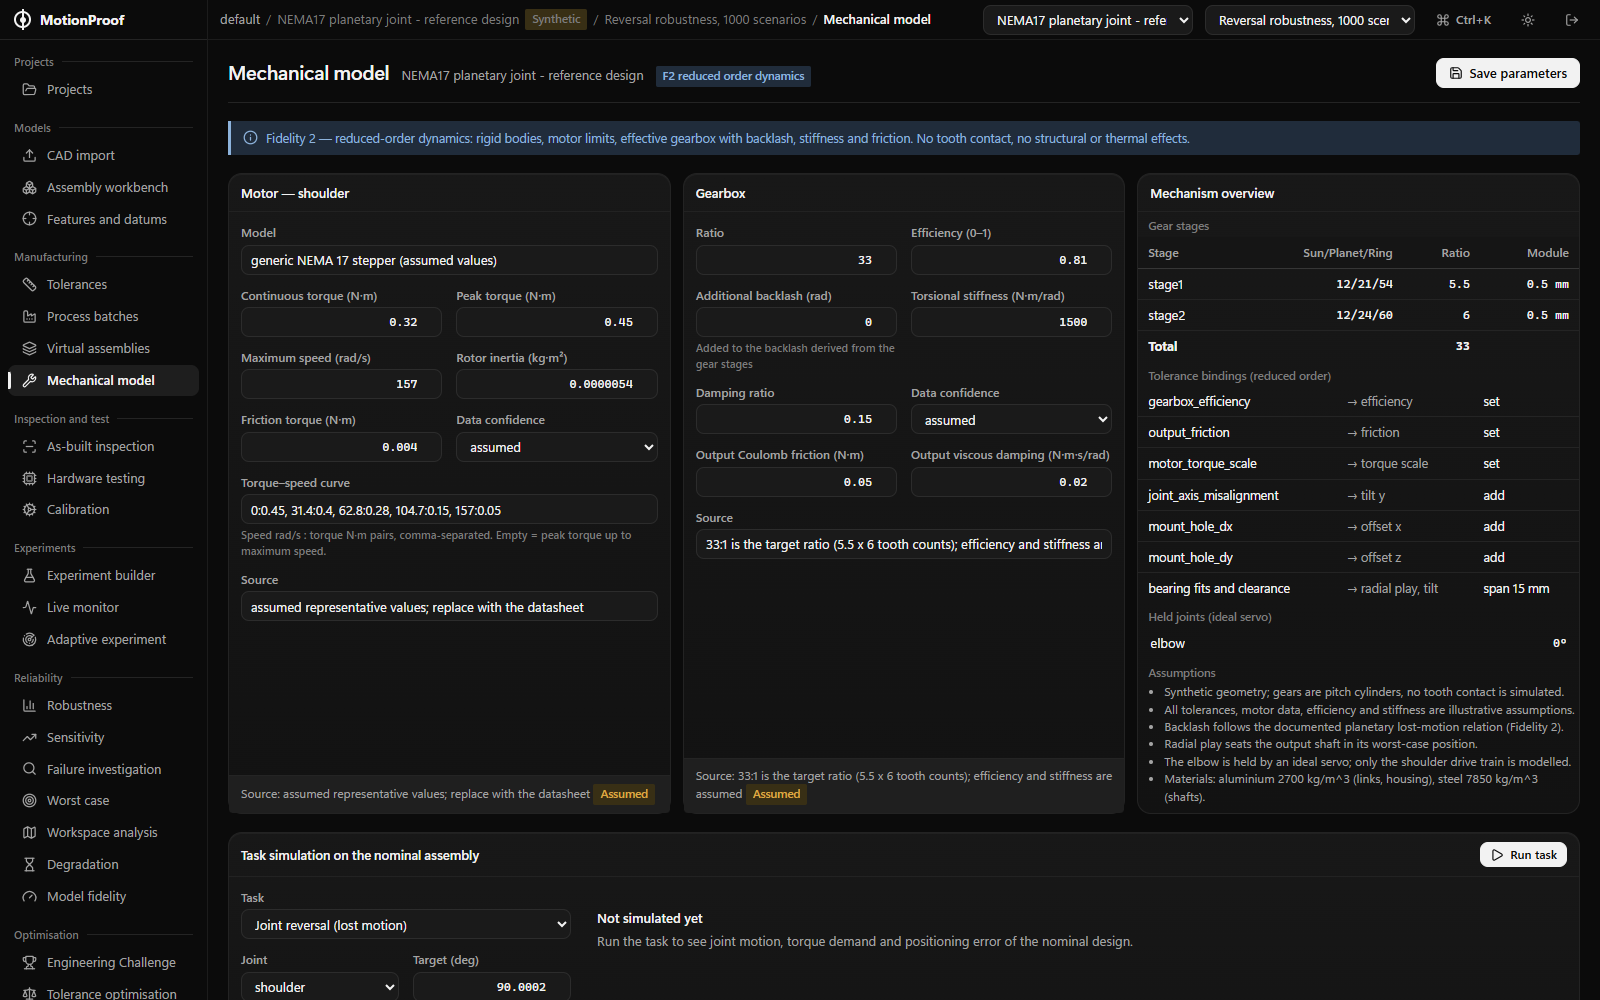 MotionProof
default / NEMA17 planetary joint - reference design Synthetic / Reversal robustness, 1000 scenarios / Mechanical model
NEMA17 planetary joint - refe
Reversal robustness, 1000 scer
Ctrl+K
Projects
Projects
Models
CAD import
Assembly workbench
Features and datums
Manufacturing
Tolerances
Process batches
Virtual assemblies
Mechanical model
Inspection and test
As-built inspection
Hardware testing
Calibration
Experiments
Experiment builder
Live monitor
Adaptive experiment
Reliability
Robustness
Sensitivity
Failure investigation
Worst case
Workspace analysis
Degradation
Model fidelity
Optimisation
Engineering Challenge
Tolerance optimisation
Mechanical model NEMA17 planetary joint - reference design F2 reduced order dynamics
Save parameters
Fidelity 2 — reduced-order dynamics: rigid bodies, motor limits, effective gearbox with backlash, stiffness and friction. No tooth contact, no structural or thermal effects.
Motor — shoulder
Model
generic NEMA 17 stepper (assumed values)
Continuous torque (N·m) Peak torque (N·m)
0.32 0.45
Maximum speed (rad/s) Rotor inertia (kg·m²)
157 0.0000054
Friction torque (N·m) Data confidence
0.004 assumed
Torque–speed curve
0:0.45, 31.4:0.4, 62.8:0.28, 104.7:0.15, 157:0.05
Speed rad/s : torque N·m pairs, comma-separated. Empty = peak torque up to
maximum speed.
Source
assumed representative values; replace with the datasheet
Source: assumed representative values; replace with the datasheet Assumed
Gearbox
Ratio Efficiency (0–1)
33 0.81
Additional backlash (rad) Torsional stiffness (N·m/rad)
0 1500
Added to the backlash derived from the
gear stages
Damping ratio Data confidence
0.15 assumed
Output Coulomb friction (N·m) Output viscous damping (N·m·s/rad)
0.05 0.02
Source
33:1 is the target ratio (5.5 x 6 tooth counts); efficiency and stiffness ar
Source: 33:1 is the target ratio (5.5 x 6 tooth counts); efficiency and stiffness are
assumed Assumed
Mechanism overview
Gear stages
Stage Sun/Planet/Ring Ratio Module
stage1 12/21/54 5.5 0.5 mm
stage2 12/24/60 6 0.5 mm
Total 33
Tolerance bindings (reduced order)
gearbox_efficiency → efficiency set
output_friction → friction set
motor_torque_scale → torque scale set
joint_axis_misalignment → tilt y add
mount_hole_dx → offset x add
mount_hole_dy → offset z add
bearing fits and clearance → radial play, tilt span 15 mm
Held joints (ideal servo)
elbow 0°
Assumptions
• Synthetic geometry; gears are pitch cylinders, no tooth contact is simulated.
• All tolerances, motor data, efficiency and stiffness are illustrative assumptions.
• Backlash follows the documented planetary lost-motion relation (Fidelity 2).
• Radial play seats the output shaft in its worst-case position.
• The elbow is held by an ideal servo; only the shoulder drive train is modelled.
• Materials: aluminium 2700 kg/m^3 (links, housing), steel 7850 kg/m^3
(shafts).
Task simulation on the nominal assembly
Run task
Task
Joint reversal (lost motion)
Joint Target (deg)
shoulder 90.0002
Not simulated yet
Run the task to see joint motion, torque demand and positioning error of the nominal design.